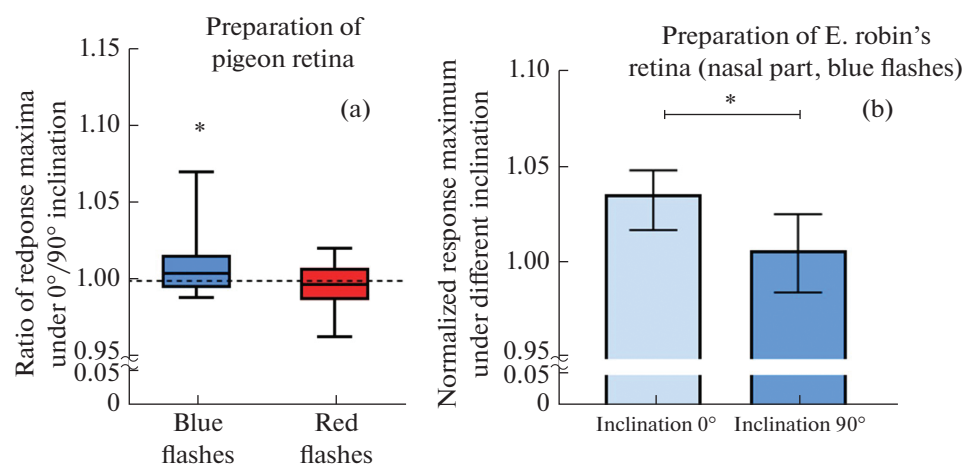 Preparation of
pigeon retina
(a)
Ratio of redponse maxima
under 0°/90° inclination
1.15
1.10
1.05
1.00
0.95
0.05
0
*
Blue
flashes
Red
flashes
Preparation of E. robin’s
retina (nasal part, blue flashes)
(b)
Normalized response maximum
under different inclination
1.10
1.05
1.00
0.95
0.05
0
*
Inclination 0°
Inclination 90°